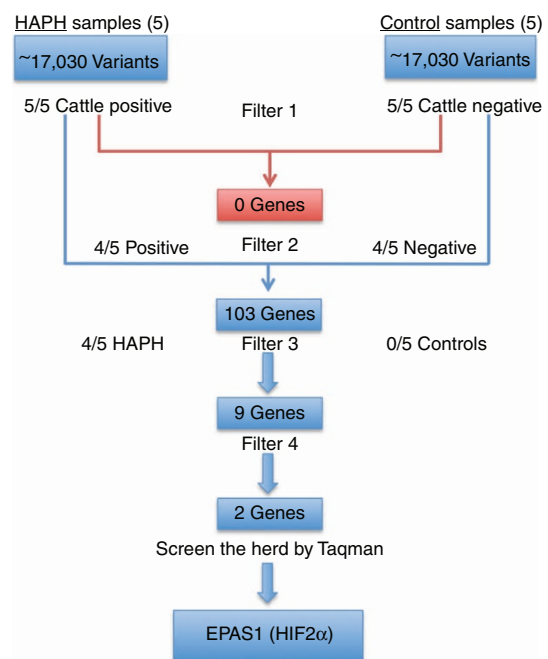 HAPH samples (5)
Control samples (5)
~17,030 Variants
~17,030 Variants
5/5 Cattle positive
Filter 1
5/5 Cattle negative
0 Genes
4/5 Positive
Filter 2
4/5 Negative
103 Genes
4/5 HAPH
Filter 3
0/5 Controls
9 Genes
Filter 4
2 Genes
Screen the herd by Taqman
EPAS1 (HIF2α)